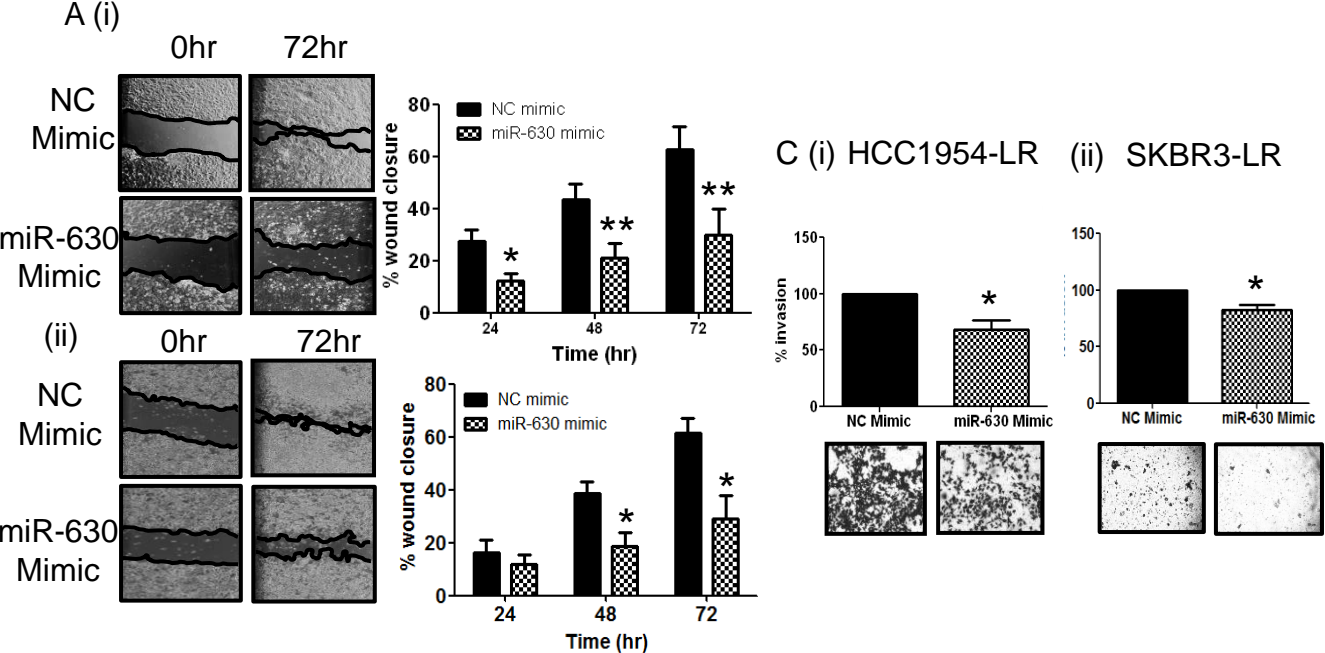 A (i)
0hr 72hr
NC
Mimic
miR-630
Mimic
80
60
40
20
0
% wound closure
NC mimic
miR-630 mimic
*
**
**
24 48 72
Time (hr)
(ii)
0hr 72hr
NC
Mimic
miR-630
Mimic
80
60
40
20
0
% wound closure
NC mimic
miR-630 mimic
*
*
24 48 72
Time (hr)
C (i) HCC1954-LR
150
100
50
0
% invasion
*
NC Mimic miR-630 Mimic
(ii) SKBR3-LR
150
100
50
0
*
NC Mimic miR-630 Mimic